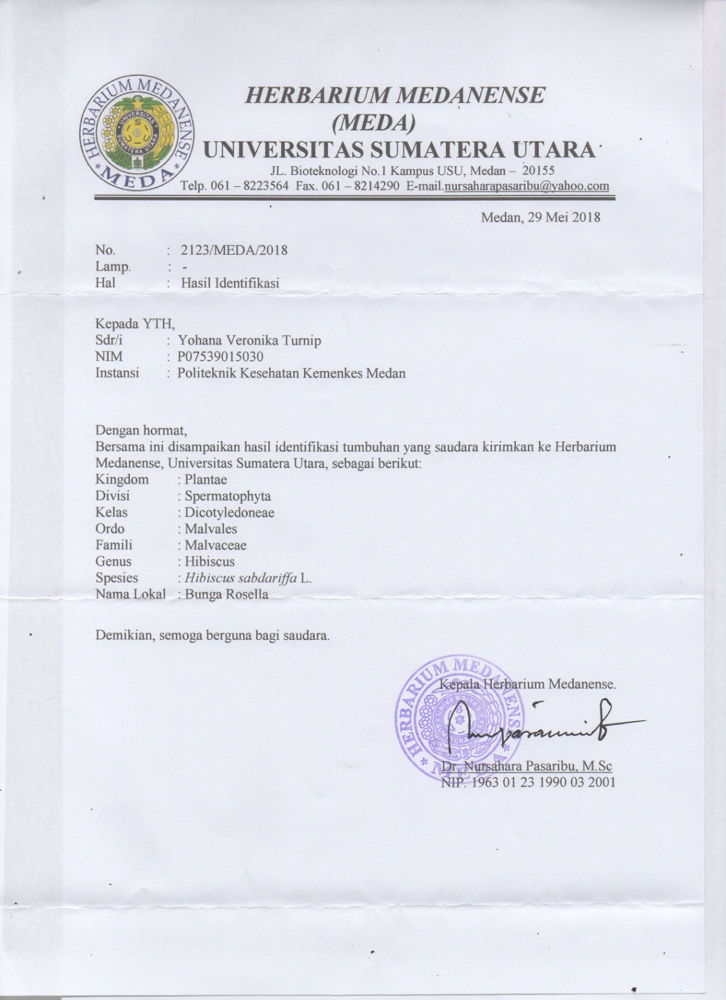 HERBARIUM MEDANENSE
MEDA
UNIVERSITAS
SUMATERA UTARA
HERBARIUM MEDANENSE
(MEDA)
UNIVERSITAS SUMATERA UTARA
JL. Bioteknologi No.1 Kampus USU, Medan – 20155
Telp. 061 – 8223564 Fax. 061 – 8214290 E-mail.nursaharapasaribu@yahoo.com
Medan, 29 Mei 2018
No. : 2123/MEDA/2018
Lamp. : -
Hal : Hasil Identifikasi
Kepada YTH,
Sdr/i : Yohana Veronika Turnip
NIM : P07539015030
Instansi : Politeknik Kesehatan Kemenkes Medan
Dengan hormat,
Bersama ini disampaikan hasil identifikasi tumbuhan yang saudara kirimkan ke Herbarium
Medanense, Universitas Sumatera Utara, sebagai berikut:
Kingdom : Plantae
Divisi : Spermatophyta
Kelas : Dicotyledoneae
Ordo : Malvales
Famili : Malvaceae
Genus : Hibiscus
Spesies : Hibiscus sabdariffa L.
Nama Lokal : Bunga Rosella
Demikian, semoga berguna bagi saudara.
HERBARIUM MEDANENSE
MEDA
UNIVERSITAS
SUMATERA UTARA
Kepala Herbarium Medanense.
Dr. Nursahara Pasaribu, M.Sc
NIP. 1963 01 23 1990 03 2001